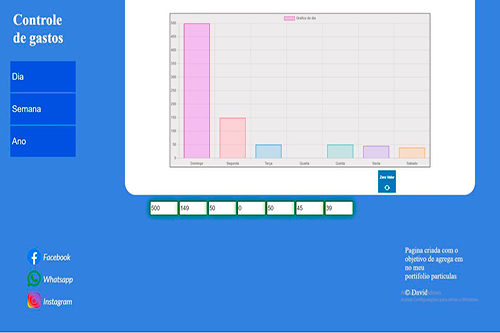 Controle
de gastos
Dia
Semana
Ano
Grafico do dia
500
450
400
350
300
250
200
150
100
50
0
Domingo Segunda Terça Quarta Quinta Sexta Sabado
Zerar Valor
500 149 50 0 50 45 39
Facebook
Whatsapp
Instagram
Pagina criada com o
objetivo de agrega em
no meu
portifolio particulas
© David